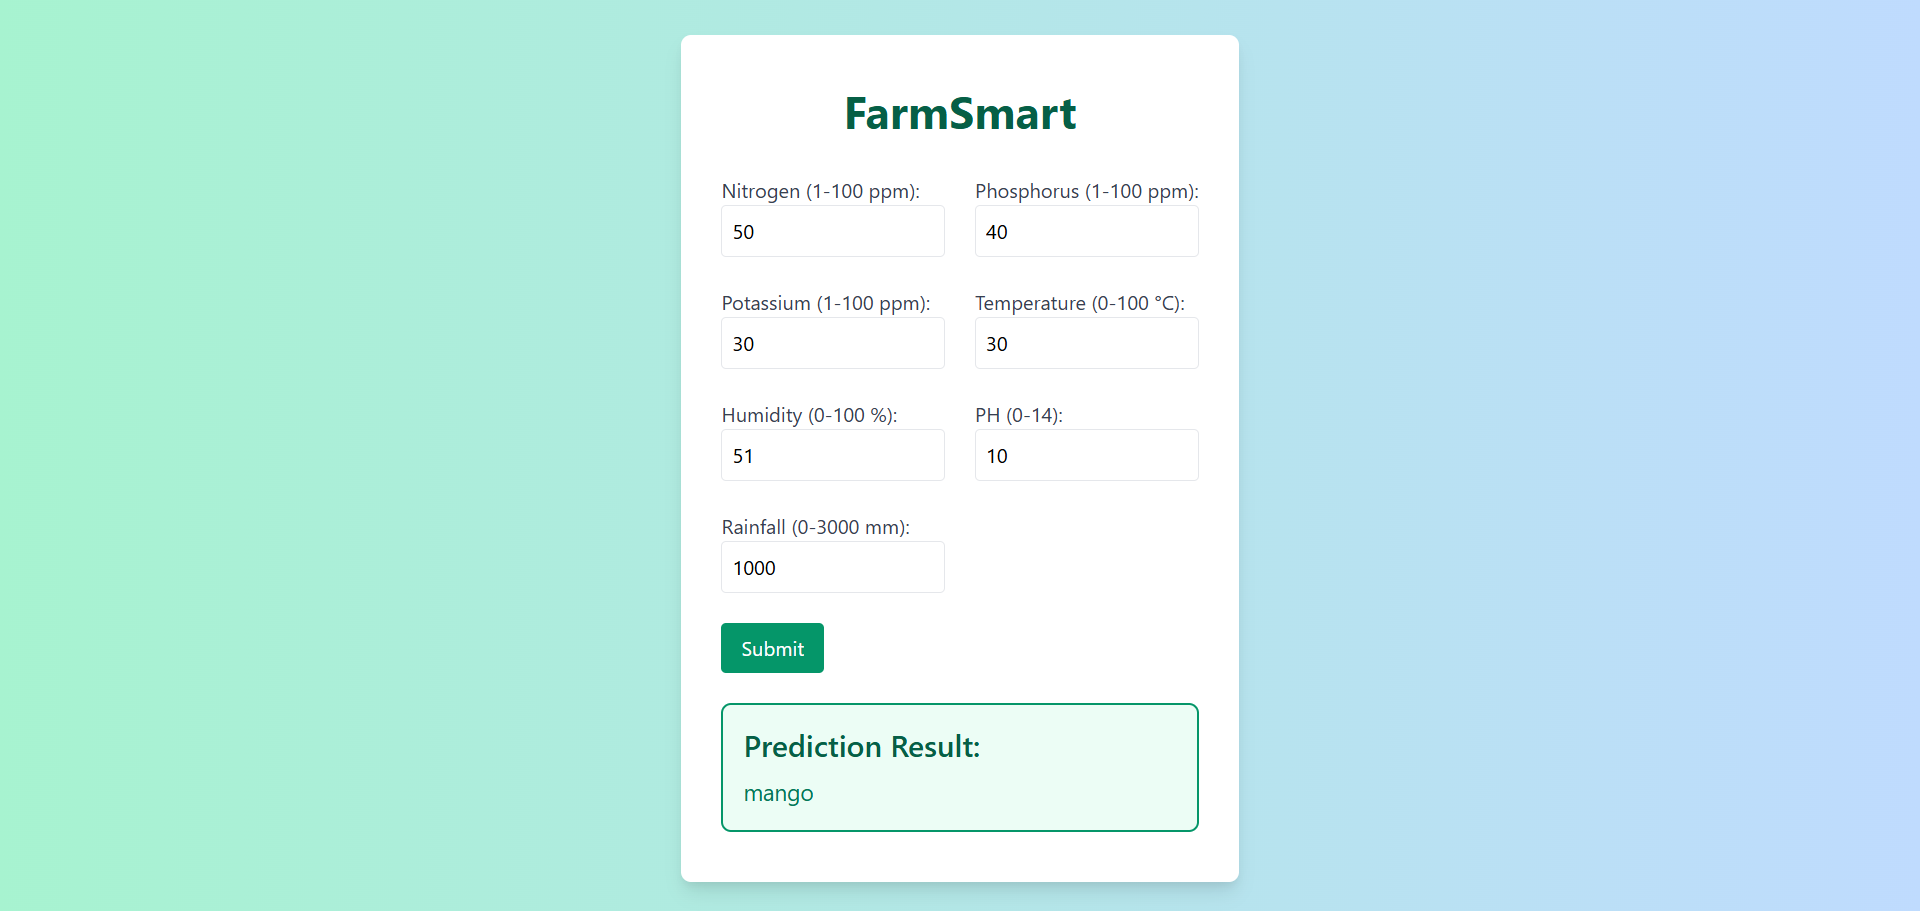 FarmSmart
Nitrogen (1-100 ppm): Phosphorus (1-100 ppm):
50 40
Potassium (1-100 ppm): Temperature (0-100 °C):
30 30
Humidity (0-100 %): PH (0-14):
51 10
Rainfall (0-3000 mm):
1000
Submit
Prediction Result:
mango